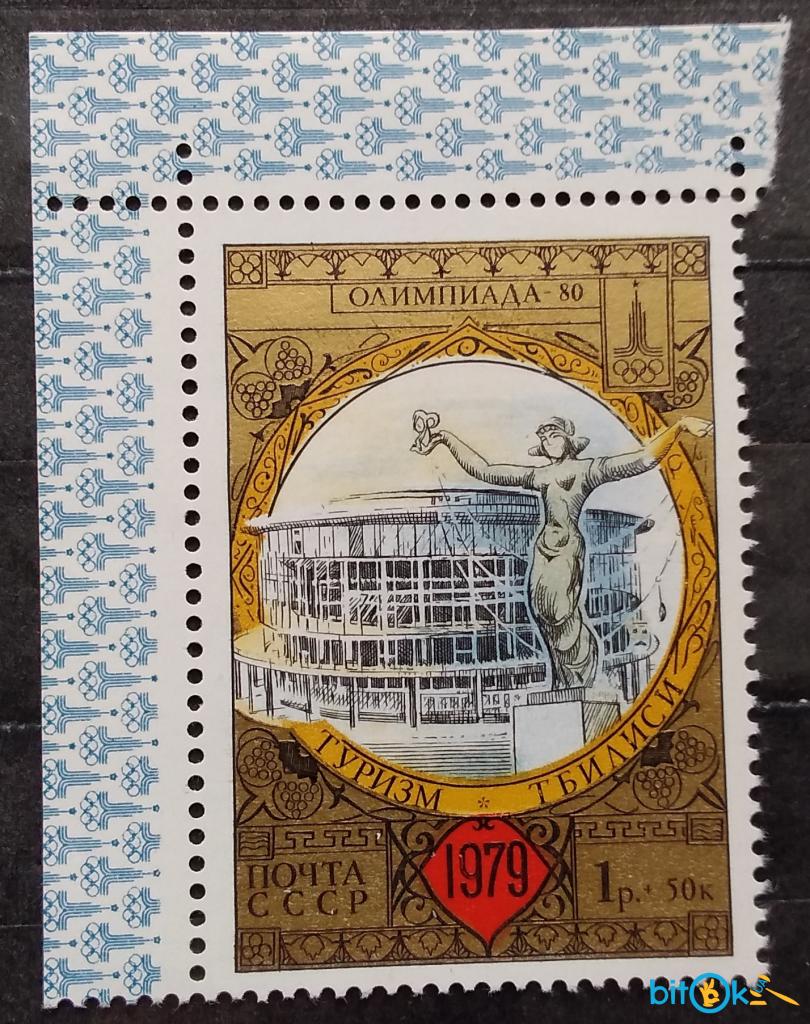 ОЛИМПИАДА-80
ТУРИЗМ * ТБИЛИСИ
ПОЧТА
СССР
1979
1р.+ 50к
bitok